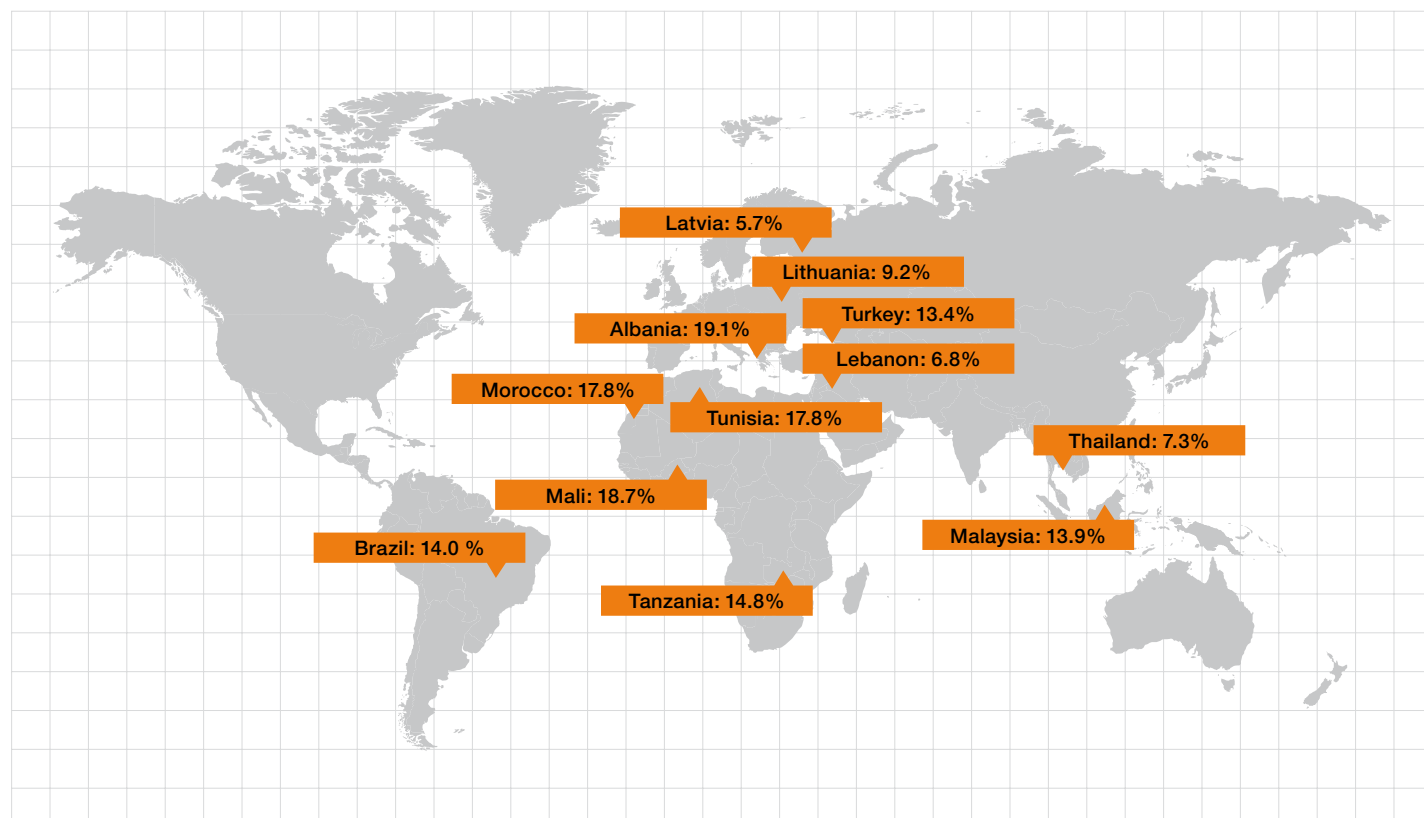 Latvia: 5.7%
Lithuania: 9.2%
Turkey: 13.4%
Albania: 19.1%
Lebanon: 6.8%
Morocco: 17.8%
Tunisia: 17.8%
Thailand: 7.3%
Mali: 18.7%
Malaysia: 13.9%
Brazil: 14.0 %
Tanzania: 14.8%